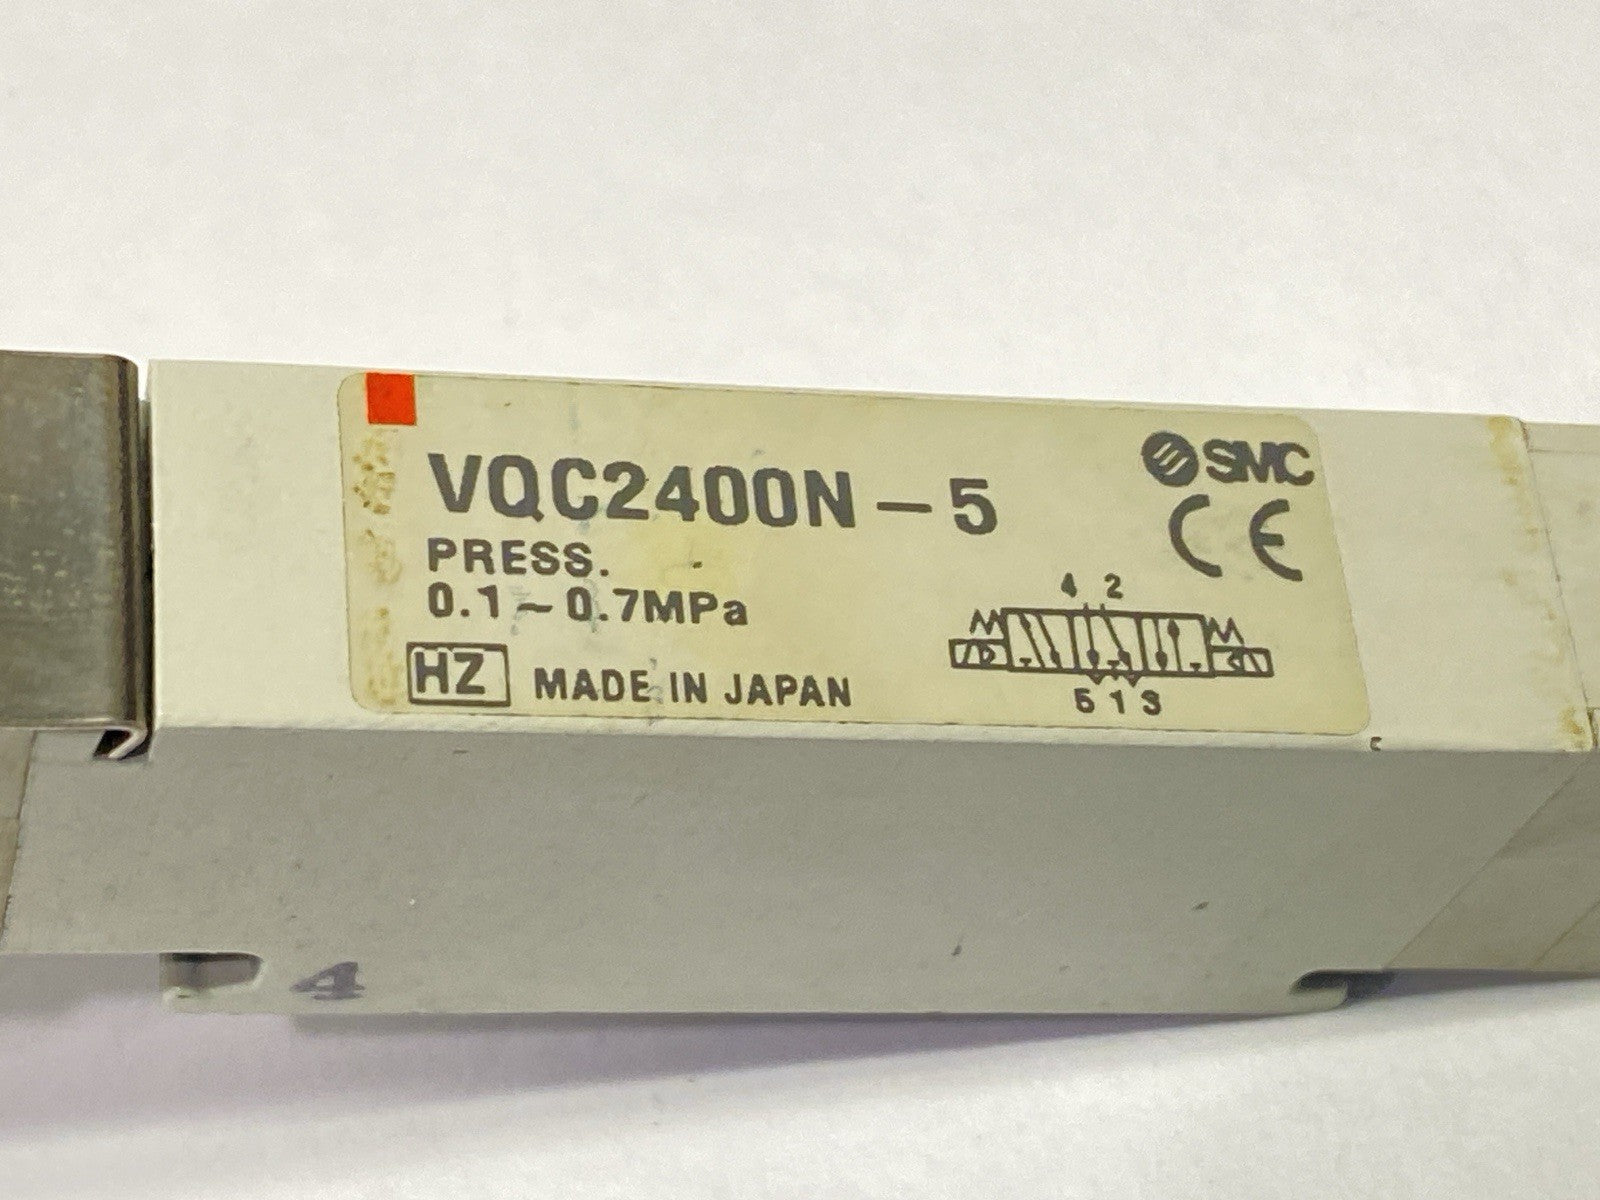 VQC2400N-5
SMC
CE
PRESS.
0.1~0.7MPa
4 2
5 1 3
HZ MADE IN JAPAN
4